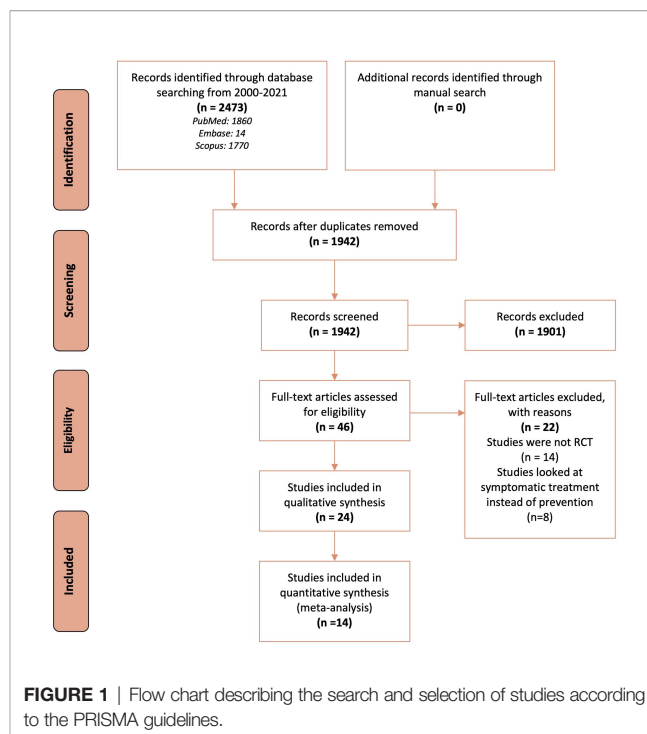 Identification
Records identified through database
searching from 2000-2021
(n = 2473)
PubMed: 1860
Embase: 14
Scopus: 1770
Additional records identified through
manual search
(n = 0)
Records after duplicates removed
(n = 1942)
Screening
Records screened
(n = 1942)
Records excluded
(n = 1901)
Eligibility
Full-text articles assessed
for eligibility
(n = 46)
Full-text articles excluded,
with reasons
(n = 22)
Studies were not RCT
(n = 14)
Studies looked at
symptomatic treatment
instead of prevention
(n=8)
Studies included in
qualitative synthesis
(n = 24)
Included
Studies included in
quantitative synthesis
(meta-analysis)
(n =14)
FIGURE 1 | Flow chart describing the search and selection of studies according
to the PRISMA guidelines.